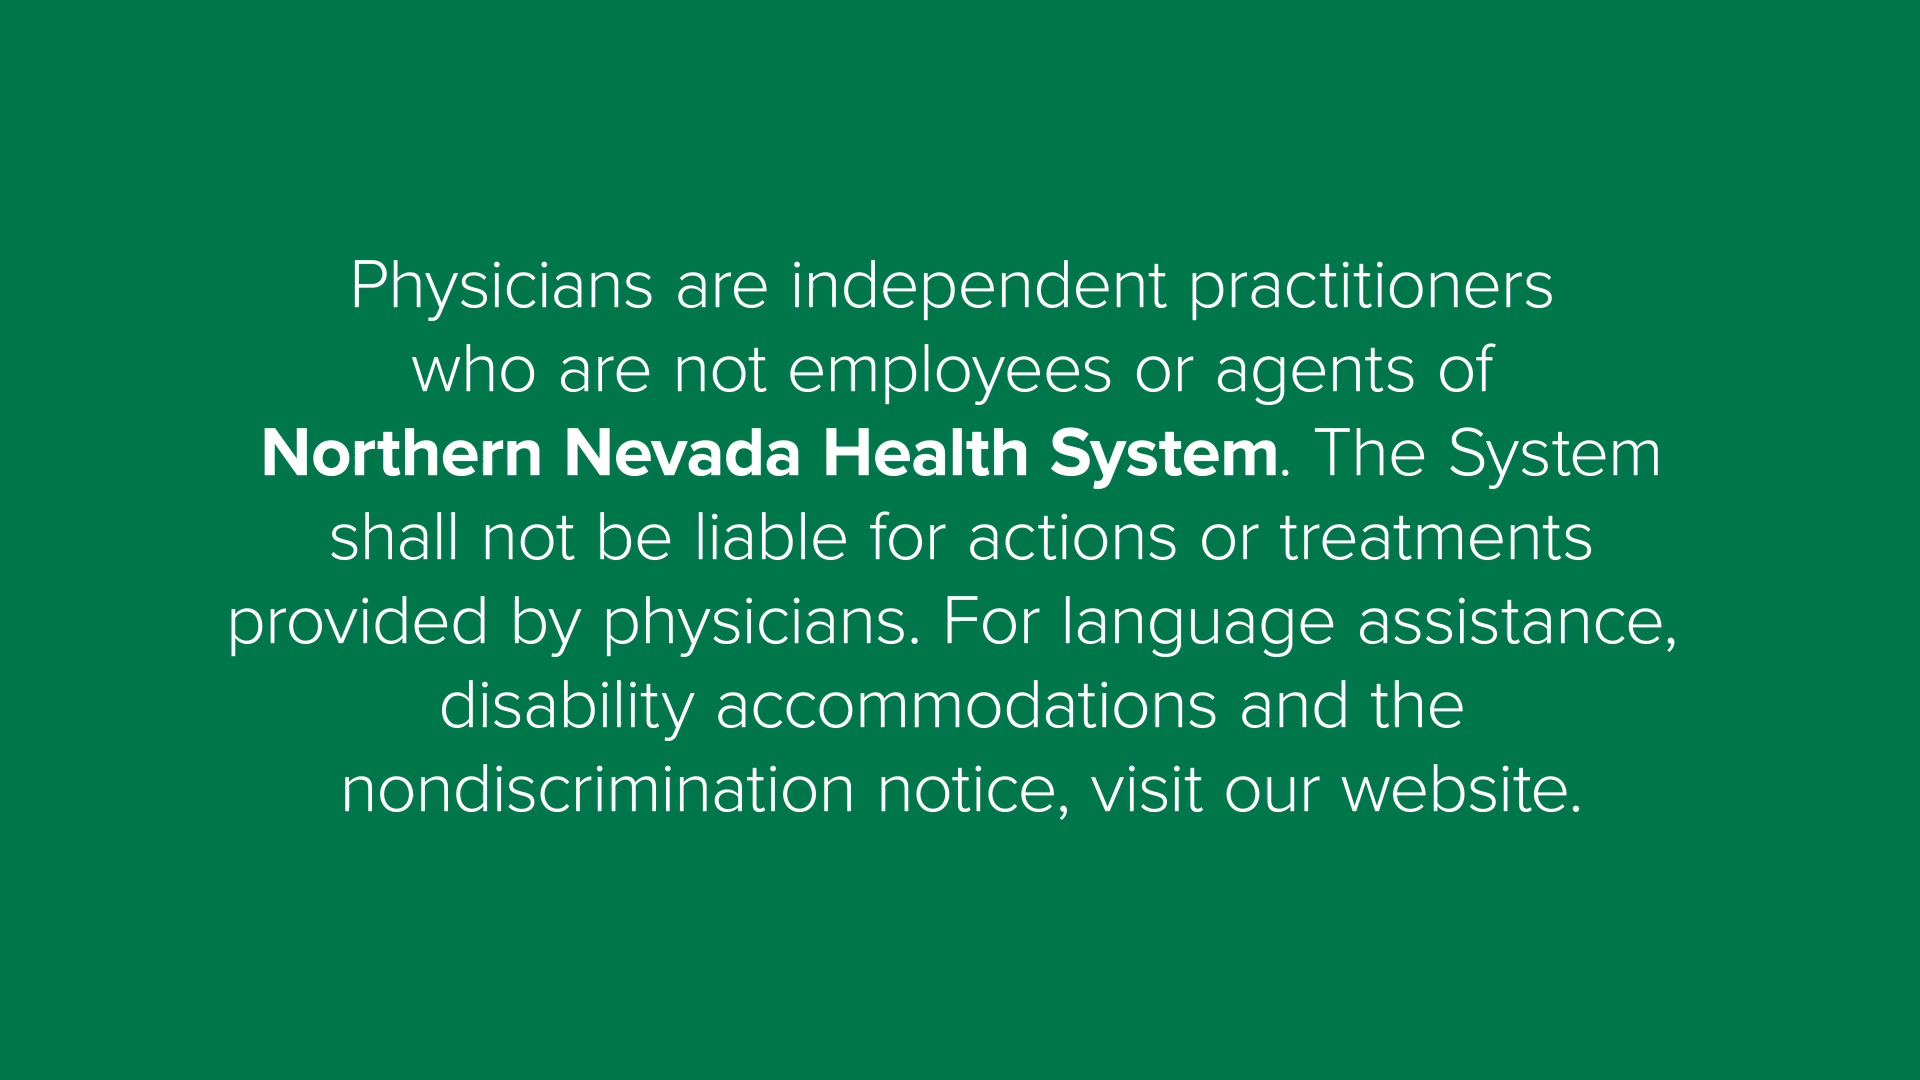 Physicians are independent practitioners
who are not employees or agents of
Northern Nevada Health System. The System
shall not be liable for actions or treatments
provided by physicians. For language assistance,
disability accommodations and the
nondiscrimination notice, visit our website.